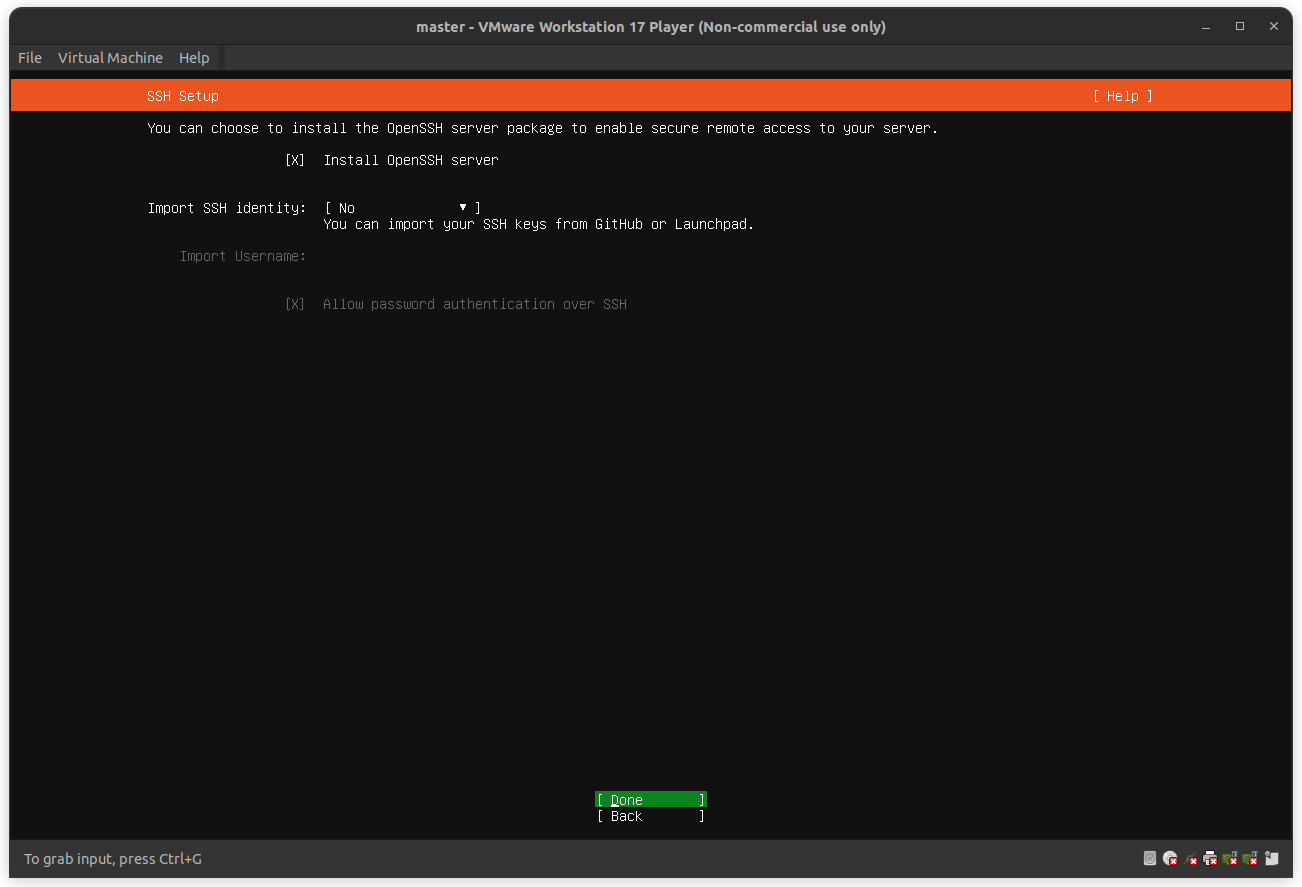 master - VMware Workstation 17 Player (Non-commercial use only)
File Virtual Machine Help
SSH Setup [ Help ]
You can choose to install the OpenSSH server package to enable secure remote access to your server.
[X] Install OpenSSH server
Import SSH identity: [ No ▾ ]
You can import your SSH keys from GitHub or Launchpad.
Import Username:
[X] Allow password authentication over SSH
[ Done ]
[ Back ]
To grab input, press Ctrl+G